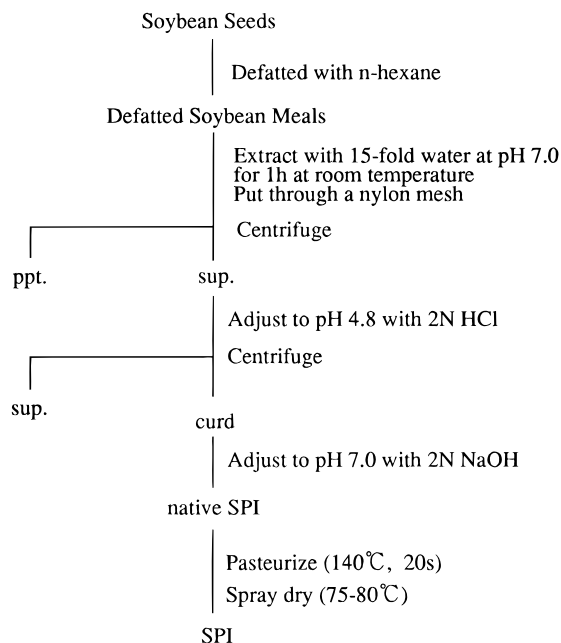 Soybean Seeds
Defatted with n-hexane
Defatted Soybean Meals
Extract with 15-fold water at pH 7.0
for 1h at room temperature
Put through a nylon mesh
Centrifuge
ppt.
sup.
Adjust to pH 4.8 with 2N HCl
Centrifuge
sup.
curd
Adjust to pH 7.0 with 2N NaOH
native SPI
Pasteurize (140℃, 20s)
Spray dry (75-80℃)
SPI